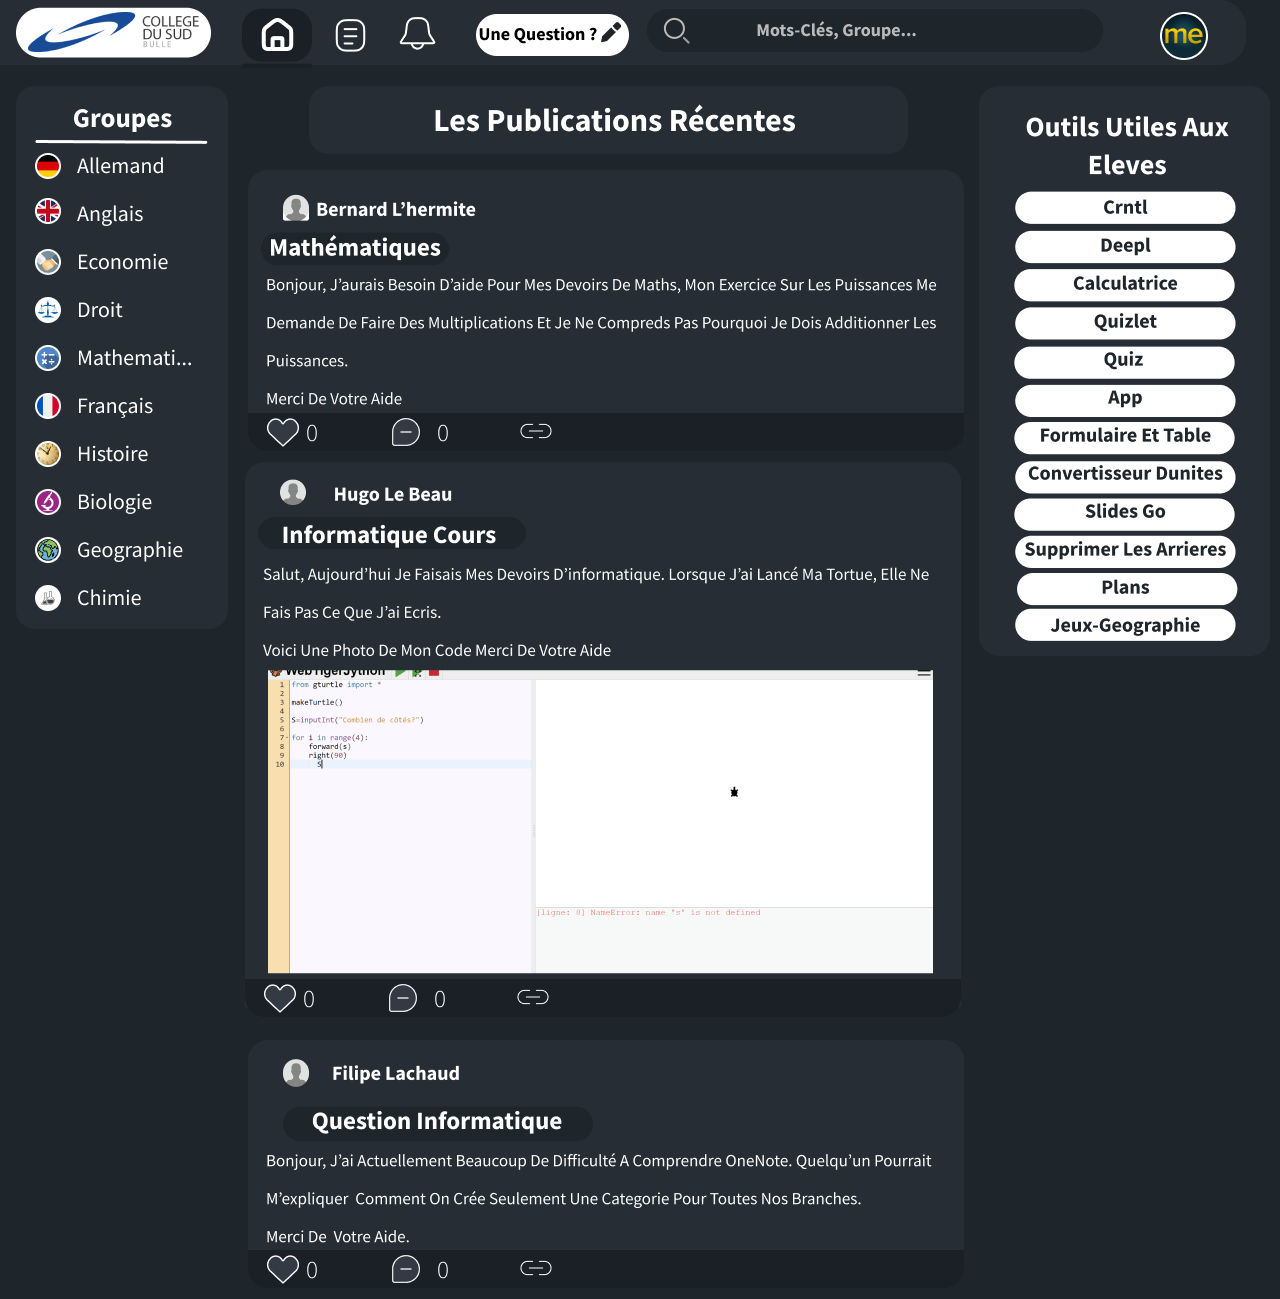 COLLEGE
DU SUD
BULLE
Une Question ?
Mots-Clés, Groupe...
me
Groupes
Allemand
Anglais
Economie
Droit
Mathemati...
Français
Histoire
Biologie
Geographie
Chimie
Les Publications Récentes
Bernard L’hermite
Mathématiques
Bonjour, J’aurais Besoin D’aide Pour Mes Devoirs De Maths, Mon Exercice Sur Les Puissances Me
Demande De Faire Des Multiplications Et Je Ne Compreds Pas Pourquoi Je Dois Additionner Les
Puissances.
Merci De Votre Aide
0 0
Hugo Le Beau
Informatique Cours
Salut, Aujourd’hui Je Faisais Mes Devoirs D’informatique. Lorsque J’ai Lancé Ma Tortue, Elle Ne
Fais Pas Ce Que J’ai Ecris.
Voici Une Photo De Mon Code Merci De Votre Aide
WebTigerJython
1 from gturtle import *
2
3 makeTurtle()
4
5 S=inputInt("Combien de côtés?")
6
7 for i in range(4):
8 forward(s)
9 right(90)
10 S
[ligne: 8] NameError: name 's' is not defined
0 0
Filipe Lachaud
Question Informatique
Bonjour, J’ai Actuellement Beaucoup De Difficulté A Comprendre OneNote. Quelqu’un Pourrait
M’expliquer Comment On Crée Seulement Une Categorie Pour Toutes Nos Branches.
Merci De Votre Aide.
0 0
Outils Utiles Aux
Eleves
Crntl
Deepl
Calculatrice
Quizlet
Quiz
App
Formulaire Et Table
Convertisseur Dunites
Slides Go
Supprimer Les Arrieres
Plans
Jeux-Geographie